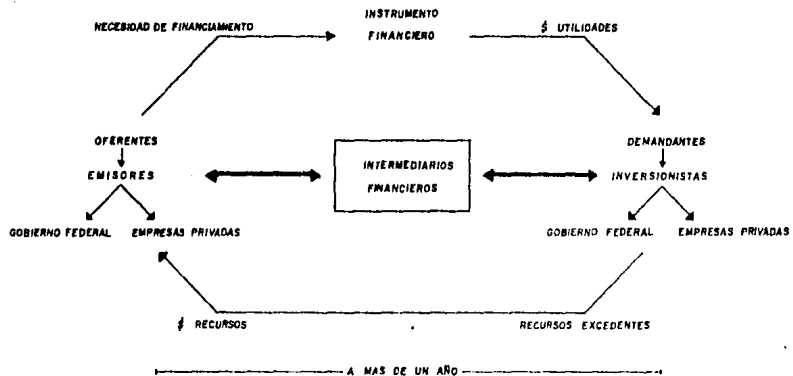 NECESIDAD DE FINANCIAMIENTO
INSTRUMENTO
FINANCIERO
$ UTILIDADES
OFERENTES
EMISORES
GOBIERNO FEDERAL
EMPRESAS PRIVADAS
INTERMEDIARIOS
FINANCIEROS
DEMANDANTES
INVERSIONISTAS
GOBIERNO FEDERAL
EMPRESAS PRIVADAS
$ RECURSOS
RECURSOS EXCEDENTES
A MAS DE UN AÑO